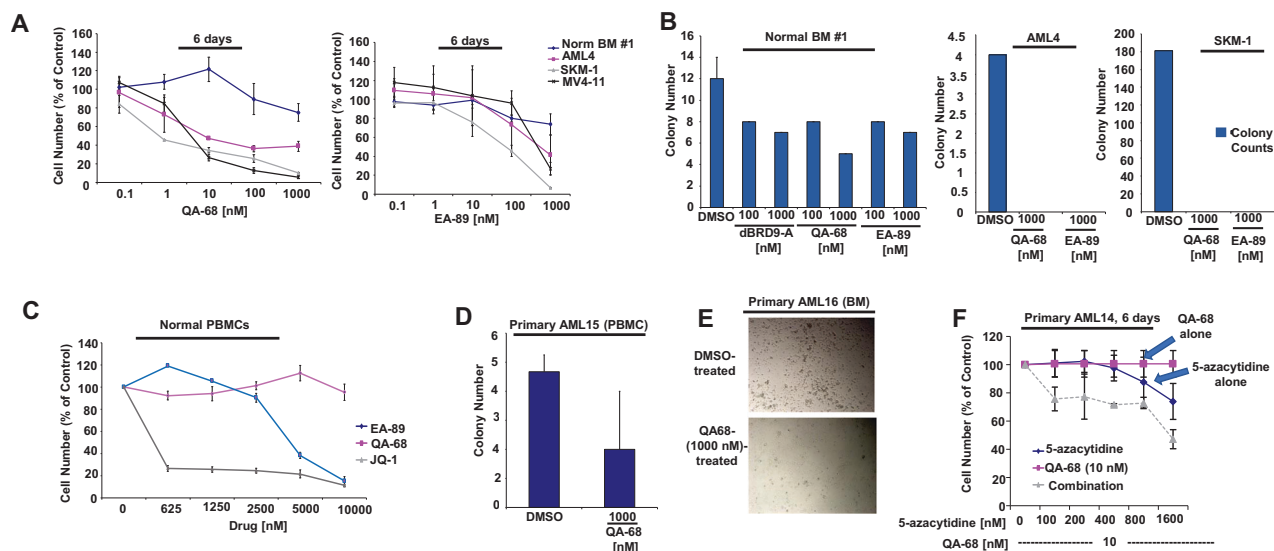 A
6 days
Cell Number (% of Control)
140
120
100
80
60
40
20
0
0.1
1
10
100
1000
QA-68 [nM]
6 days
Cell Number (% of Control)
160
140
120
100
80
60
40
20
0
0.1
1
10
100
1000
EA-89 [nM]
Norm BM #1
AML4
SKM-1
MV4-11
B
Normal BM #1
Colony Number
16
14
12
10
8
6
4
2
0
DMSO
100 1000
dBRD9-A
[nM]
100 1000
QA-68
[nM]
100 1000
EA-89
[nM]
AML4
Colony Number
4.5
4
3.5
3
2.5
2
1.5
1
0.5
0
DMSO
1000
QA-68
[nM]
1000
EA-89
[nM]
SKM-1
Colony Number
200
180
160
140
120
100
80
60
40
20
0
DMSO
1000
QA-68
[nM]
1000
EA-89
[nM]
Colony
Counts
C
Normal PBMCs
Cell Number (% of Control)
140
120
100
80
60
40
20
0
0
625
1250
2500
5000
10000
Drug [nM]
EA-89
QA-68
JQ-1
D
Primary AML15 (PBMC)
Colony Number
6
5
4
3
2
1
0
DMSO
1000
QA-68
[nM]
E
Primary AML16 (BM)
DMSO-
treated
QA68-
(1000 nM)-
treated
F
Primary AML14, 6 days
QA-68
alone
5-azacytidine
alone
Cell Number (% of Control)
120
100
80
60
40
20
0
5-azacytidine
QA-68 (10 nM)
Combination
5-azacytidine [nM]
0
100
200
400
800
1600
QA-68 [nM]
10